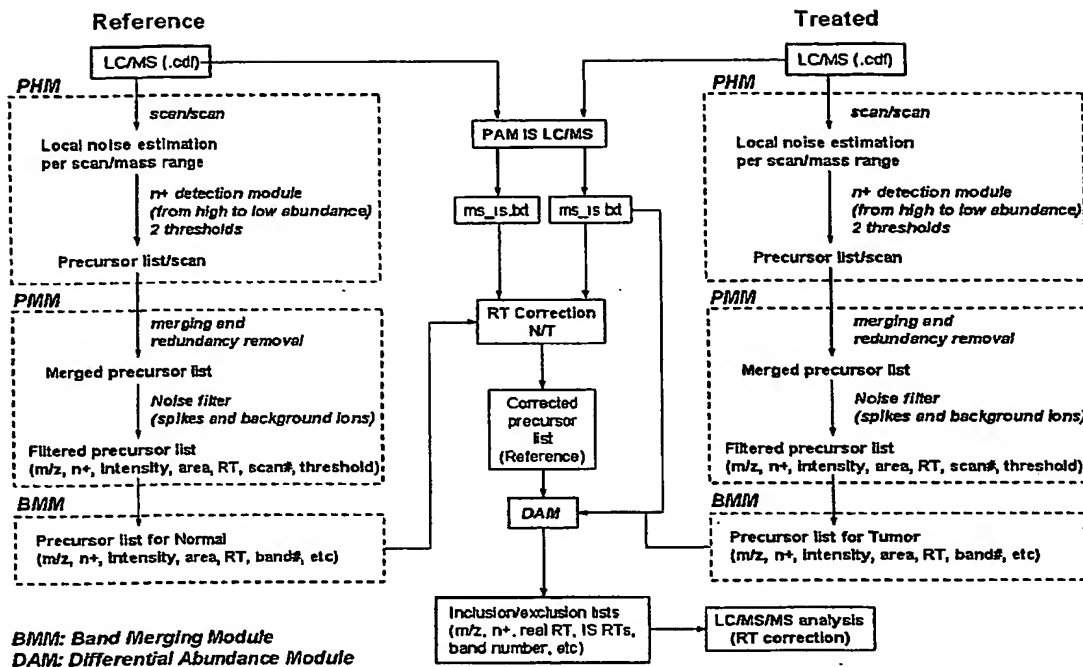 Reference
LC/MS (.cdf)
PHM
scan/scan
Local noise estimation
per scan/mass range
n+ detection module
(from high to low abundance)
2 thresholds
Precursor list/scan
PMM
merging and
redundancy removal
Merged precursor list
Noise filter
(spikes and background ions)
Filtered precursor list
(m/z, n+, intensity, area, RT, scan#, threshold)
BMM
Precursor list for Normal
(m/z, n+, intensity, area, RT, band#, etc)
BMM: Band Merging Module
DAM: Differential Abundance Module
PAM IS LC/MS
ms_is.txt
ms_is.txt
RT Correction
N/T
Corrected
precursor
list
(Reference)
DAM
Inclusion/exclusion lists
(m/z, n+, real RT, IS RTs,
band number, etc)
LC/MS/MS analysis
(RT correction)
Treated
LC/MS (.cdf)
PHM
scan/scan
Local noise estimation
per scan/mass range
n+ detection module
(from high to low abundance)
2 thresholds
Precursor list/scan
PMM
merging and
redundancy removal
Merged precursor list
Noise filter
(spikes and background ions)
Filtered precursor list
(m/z, n+, intensity, area, RT, scan#, threshold)
BMM
Precursor list for Tumor
(m/z, n+, intensity, area, RT, band#, etc)